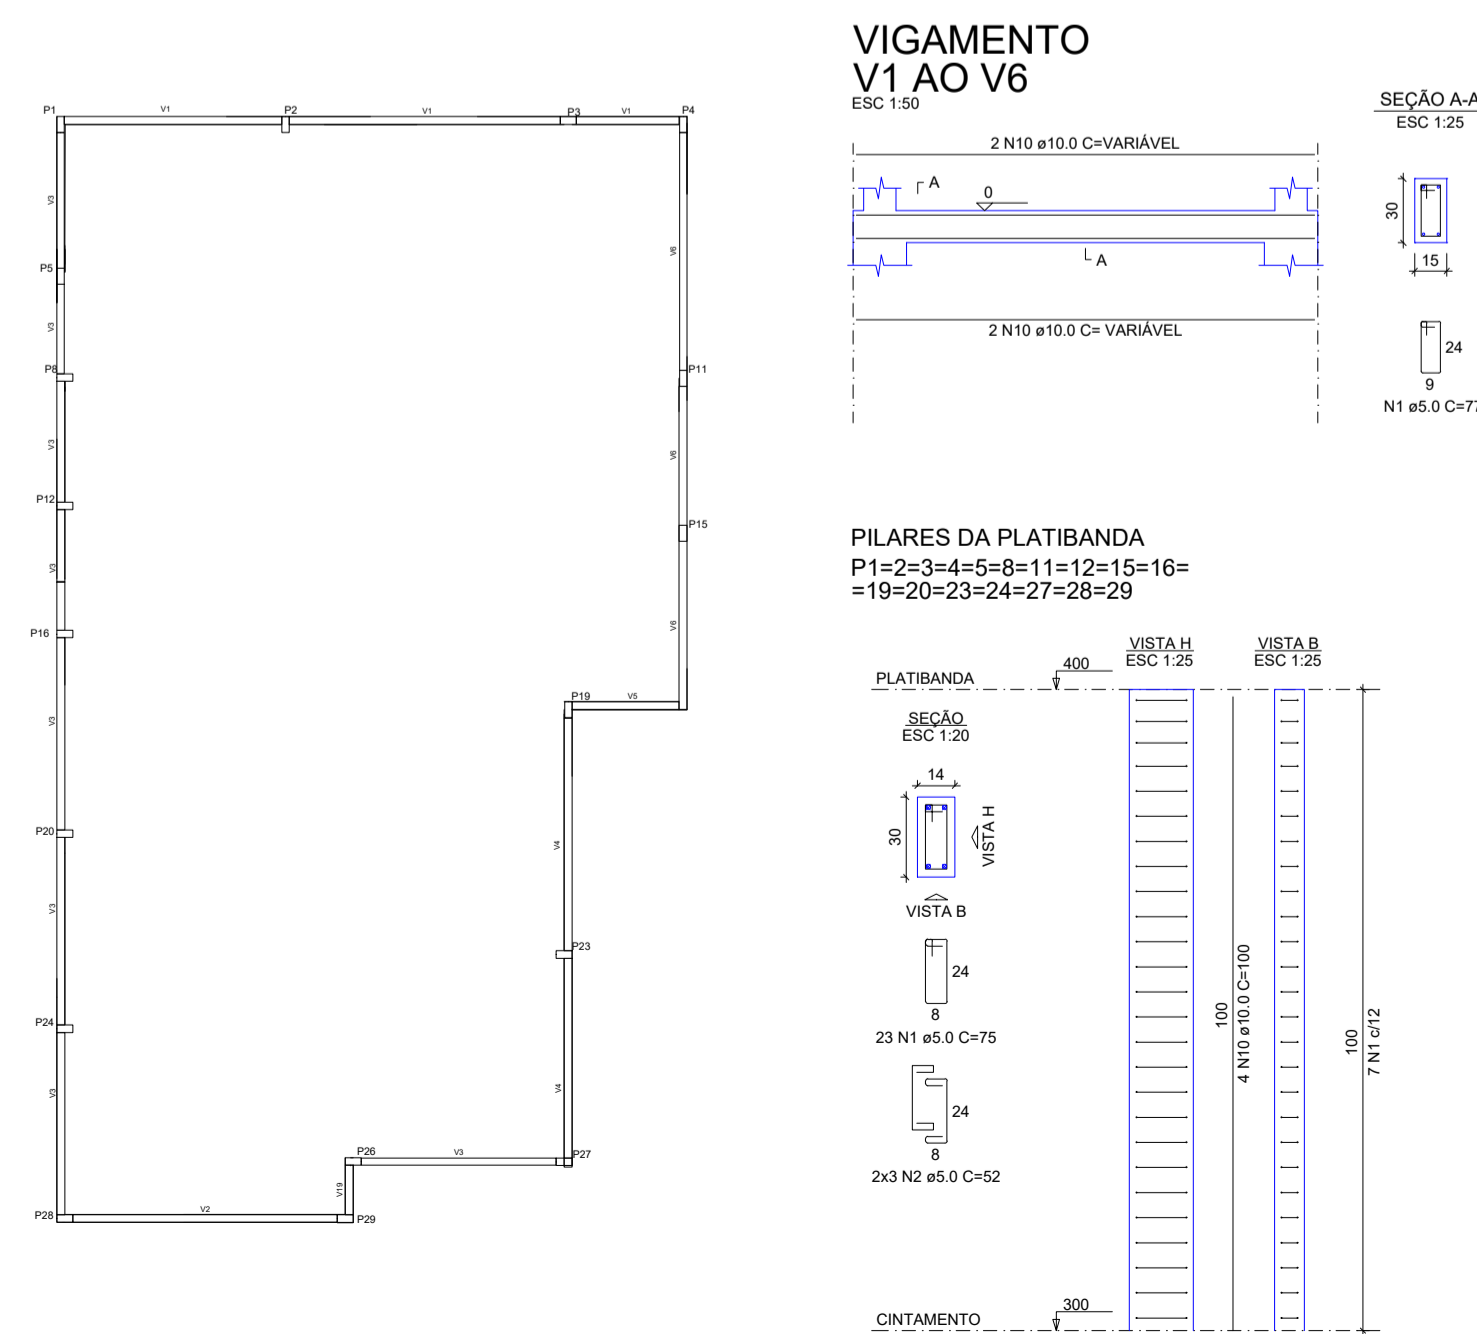 P1
V1
P2
V1
P3
V1
P4
V3
V6
P5
V3
P8
P11
V3
V6
P12
P15
V3
P16
V6
P19
V5
V3
P20
V4
V3
P23
P24
V3
V4
P26
V3
P27
V19
P28
V2
P29
VIGAMENTO
V1 AO V6
ESC 1:50
2 N10 ø10.0 C=VARIÁVEL
A
0
A
2 N10 ø10.0 C= VARIÁVEL
SEÇÃO A-A
ESC 1:25
30
15
24
9
N1 ø5.0 C=77
PILARES DA PLATIBANDA
P1=2=3=4=5=8=11=12=15=16=
=19=20=23=24=27=28=29
VISTA H
ESC 1:25
VISTA B
ESC 1:25
400
PLATIBANDA
SEÇÃO
ESC 1:20
14
30
VISTA H
VISTA B
24
8
23 N1 ø5.0 C=75
24
8
2x3 N2 ø5.0 C=52
100
4 N10 ø10.0 C=100
100
7 N1 c/12
300
CINTAMENTO